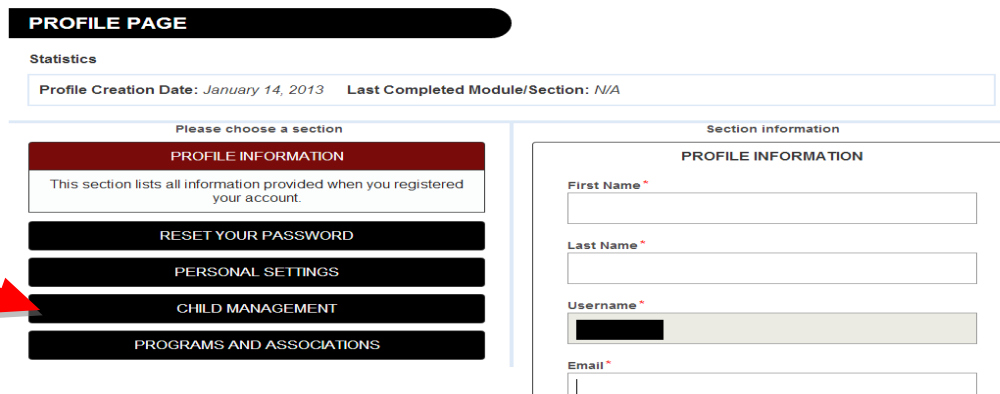 PROFILE PAGE
Statistics
Profile Creation Date: January 14, 2013 Last Completed Module/Section: N/A
Please choose a section
PROFILE INFORMATION
This section lists all information provided when you registered
your account.
RESET YOUR PASSWORD
PERSONAL SETTINGS
CHILD MANAGEMENT
PROGRAMS AND ASSOCIATIONS
Section information
PROFILE INFORMATION
First Name*
Last Name*
Username*
Email*